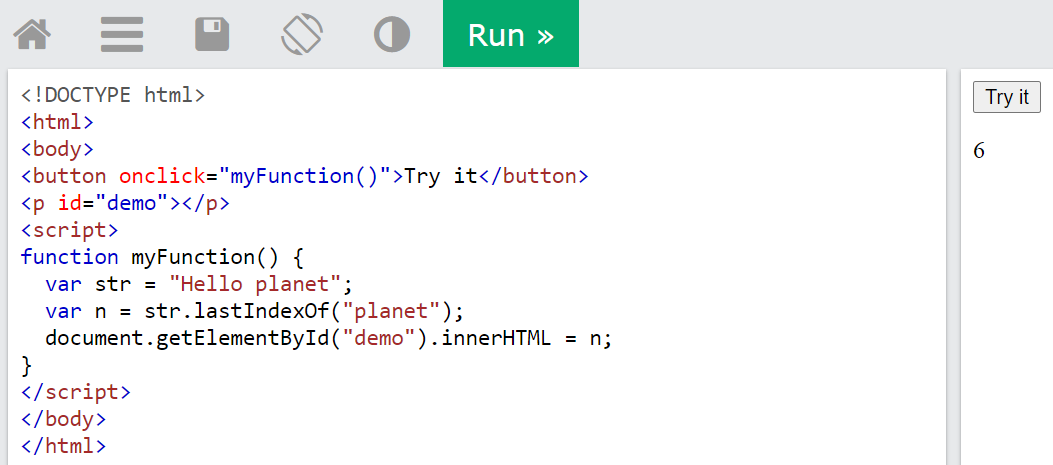 Run »
<!DOCTYPE html>
<html>
<body>
<button onclick="myFunction()">Try it</button>
<p id="demo"></p>
<script>
function myFunction() {
  var str = "Hello planet";
  var n = str.lastIndexOf("planet");
  document.getElementById("demo").innerHTML = n;
}
</script>
</body>
</html>
Try it
6